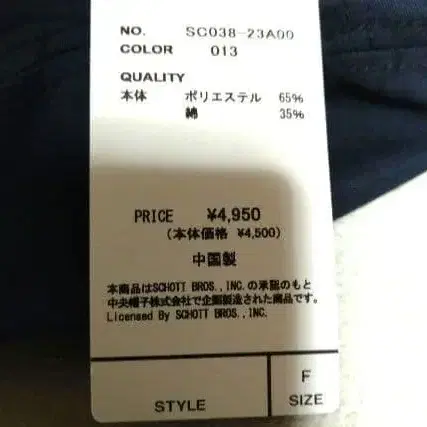 NO. SC038-23A00
COLOR 013
QUALITY
本体 ポリエステル 65%
綿 35%
PRICE ¥4,950
(本体価格 ¥4,500)
中国製
本商品はSCHOTT BROS.,INC.の承認のもと
中央帽子株式会社で企画製造された商品です。
Licensed By SCHOTT BROS.,INC.
STYLE
F
SIZE